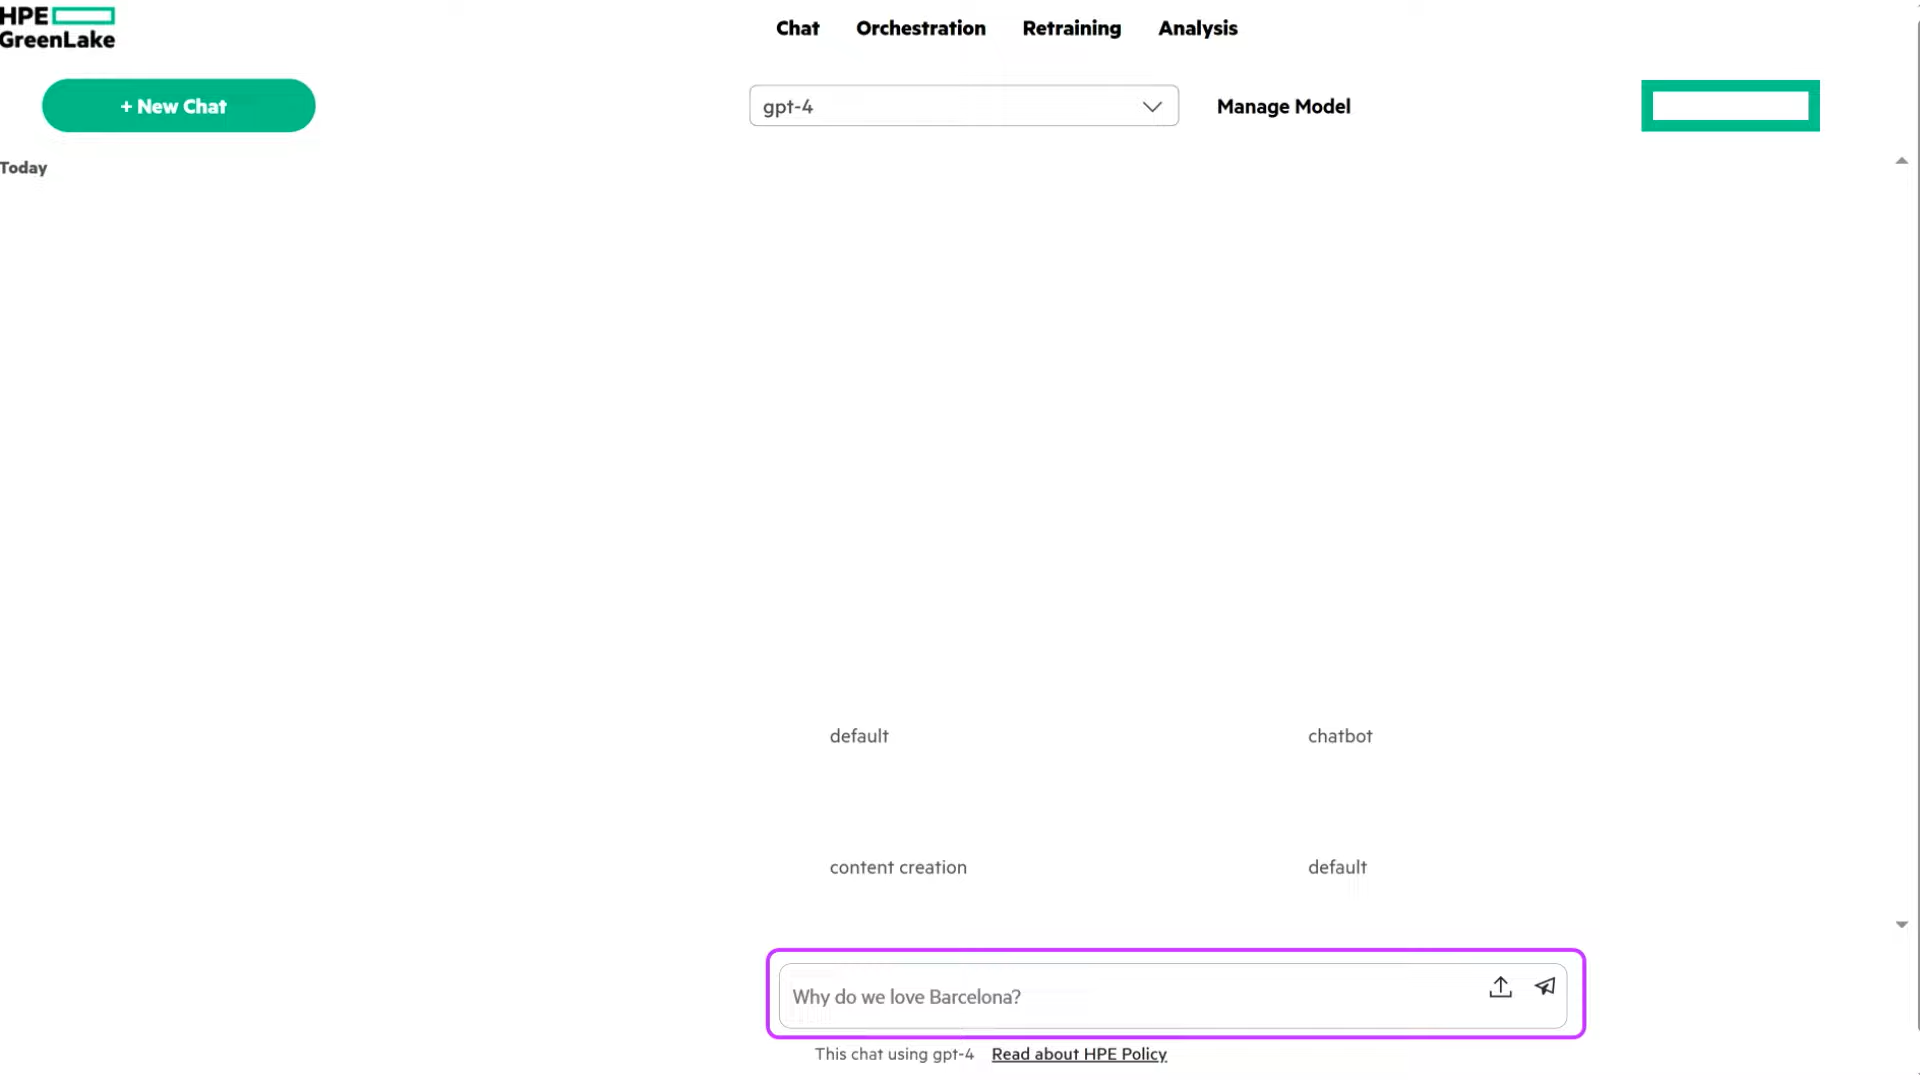 HPE
GreenLake
Chat Orchestration Retraining Analysis
+ New Chat
gpt-4
Manage Model
Today
default
chatbot
content creation
default
Why do we love Barcelona?
This chat using gpt-4 Read about HPE Policy